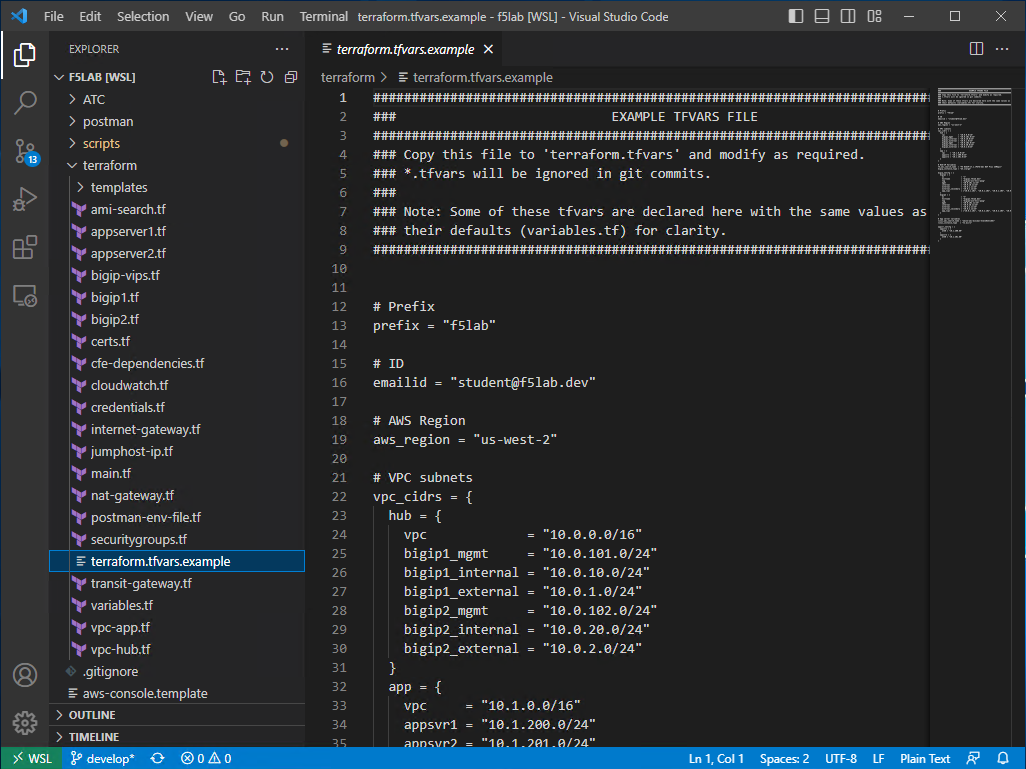 File Edit Selection View Go Run Terminal terraform.tfvars.example - f5lab [WSL] - Visual Studio Code
EXPLORER
F5LAB [WSL]
ATC
postman
scripts
terraform
templates
ami-search.tf
appserver1.tf
appserver2.tf
bigip-vips.tf
bigip1.tf
bigip2.tf
certs.tf
cfe-dependencies.tf
cloudwatch.tf
credentials.tf
internet-gateway.tf
jumphost-ip.tf
main.tf
nat-gateway.tf
postman-env-file.tf
securitygroups.tf
terraform.tfvars.example
transit-gateway.tf
variables.tf
vpc-app.tf
vpc-hub.tf
.gitignore
aws-console.template
OUTLINE
TIMELINE
13
terraform.tfvars.example
terraform > terraform.tfvars.example
1 #########################################################################
2 ### EXAMPLE TFVARS FILE
3 #########################################################################
4 ### Copy this file to 'terraform.tfvars' and modify as required.
5 ### *.tfvars will be ignored in git commits.
6 ###
7 ### Note: Some of these tfvars are declared here with the same values as
8 ### their defaults (variables.tf) for clarity.
9 #########################################################################
10
11
12 # Prefix
13 prefix = "f5lab"
14
15 # ID
16 emailid = "student@f5lab.dev"
17
18 # AWS Region
19 aws_region = "us-west-2"
20
21 # VPC subnets
22 vpc_cidrs = {
23 hub = {
24 vpc = "10.0.0.0/16"
25 bigip1_mgmt = "10.0.101.0/24"
26 bigip1_internal = "10.0.10.0/24"
27 bigip1_external = "10.0.1.0/24"
28 bigip2_mgmt = "10.0.102.0/24"
29 bigip2_internal = "10.0.20.0/24"
30 bigip2_external = "10.0.2.0/24"
31 }
32 app = {
33 vpc = "10.1.0.0/16"
34 appsvr1 = "10.1.200.0/24"
35 appsvr2 = "10.1.201.0/24"
WSL develop* 0 0 Ln 1, Col 1 Spaces: 2 UTF-8 LF Plain Text